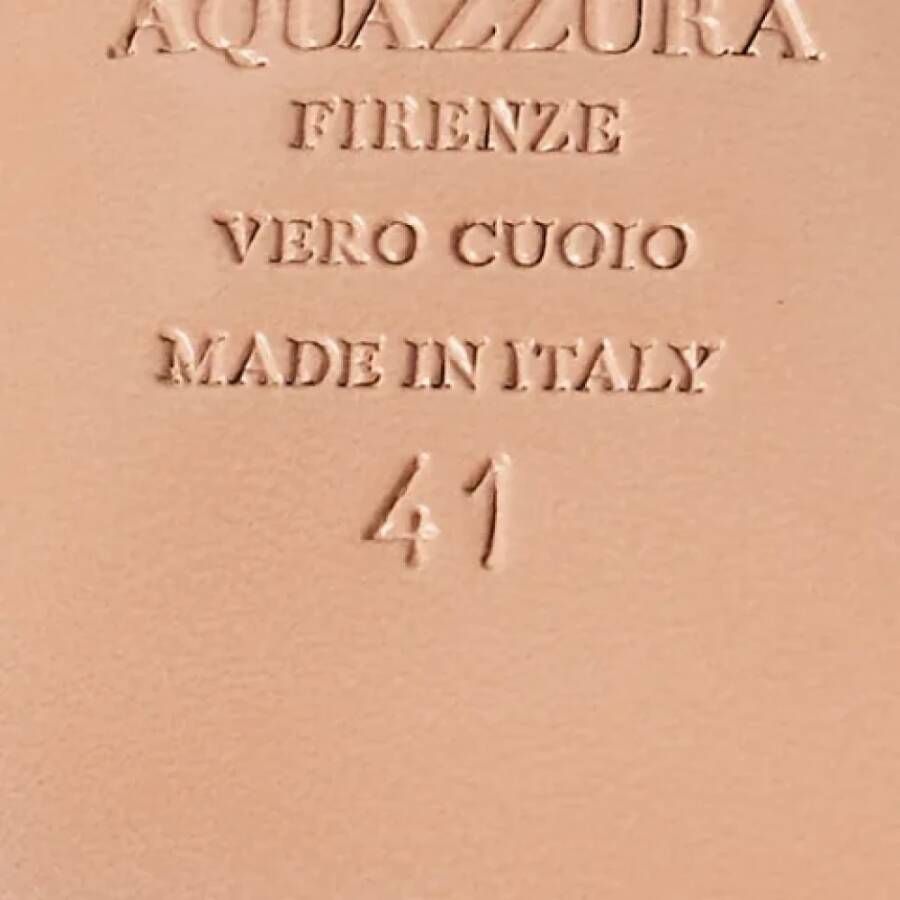 AQUAZZURA
FIRENZE
VERO CUOIO
MADE IN ITALY
41